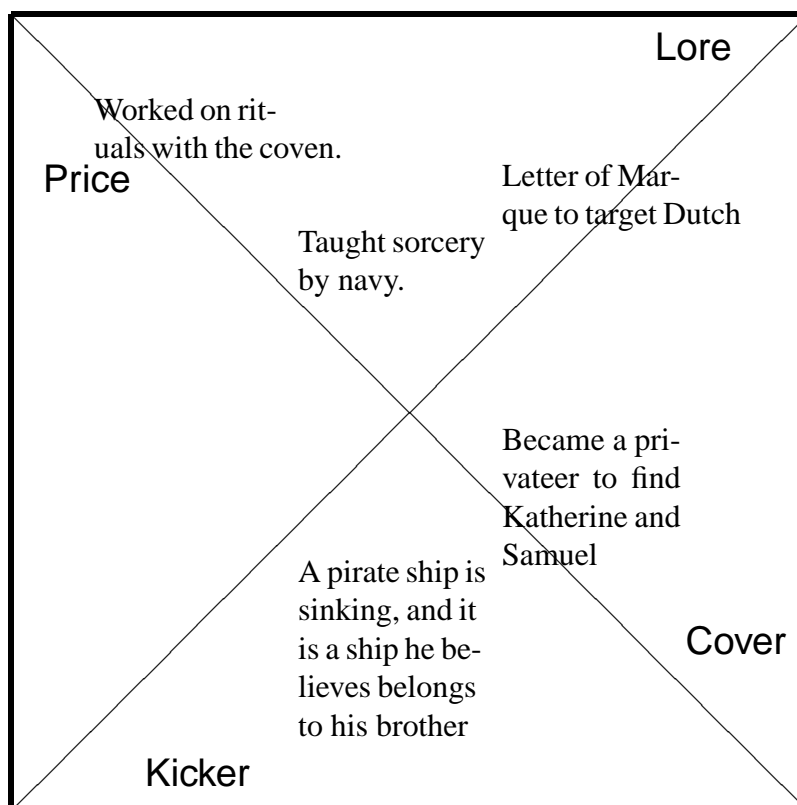 Lore
Worked on rit-
uals with the coven.
Price
Letter of Mar-
que to target Dutch
Taught sorcery
by navy.
Became a pri-
vateer to find
Katherine and
Samuel
A pirate ship is
sinking, and it
is a ship he be-
lieves belongs
to his brother
Cover
Kicker